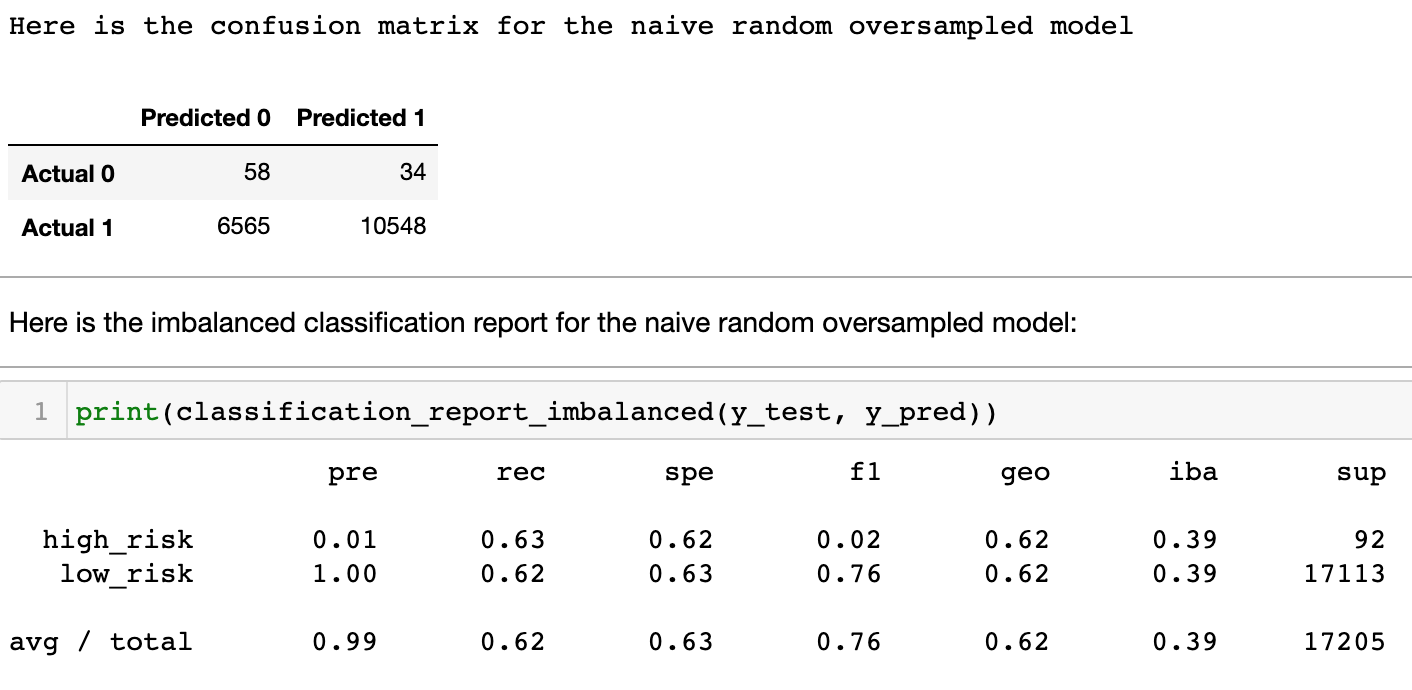 Here is the confusion matrix for the naive random oversampled model
Predicted 0 Predicted 1
Actual 0 58 34
Actual 1 6565 10548
Here is the imbalanced classification report for the naive random oversampled model:
1 print(classification_report_imbalanced(y_test, y_pred))
pre rec spe f1 geo iba sup
high_risk 0.01 0.63 0.62 0.02 0.62 0.39 92
low_risk 1.00 0.62 0.63 0.76 0.62 0.39 17113
avg / total 0.99 0.62 0.63 0.76 0.62 0.39 17205